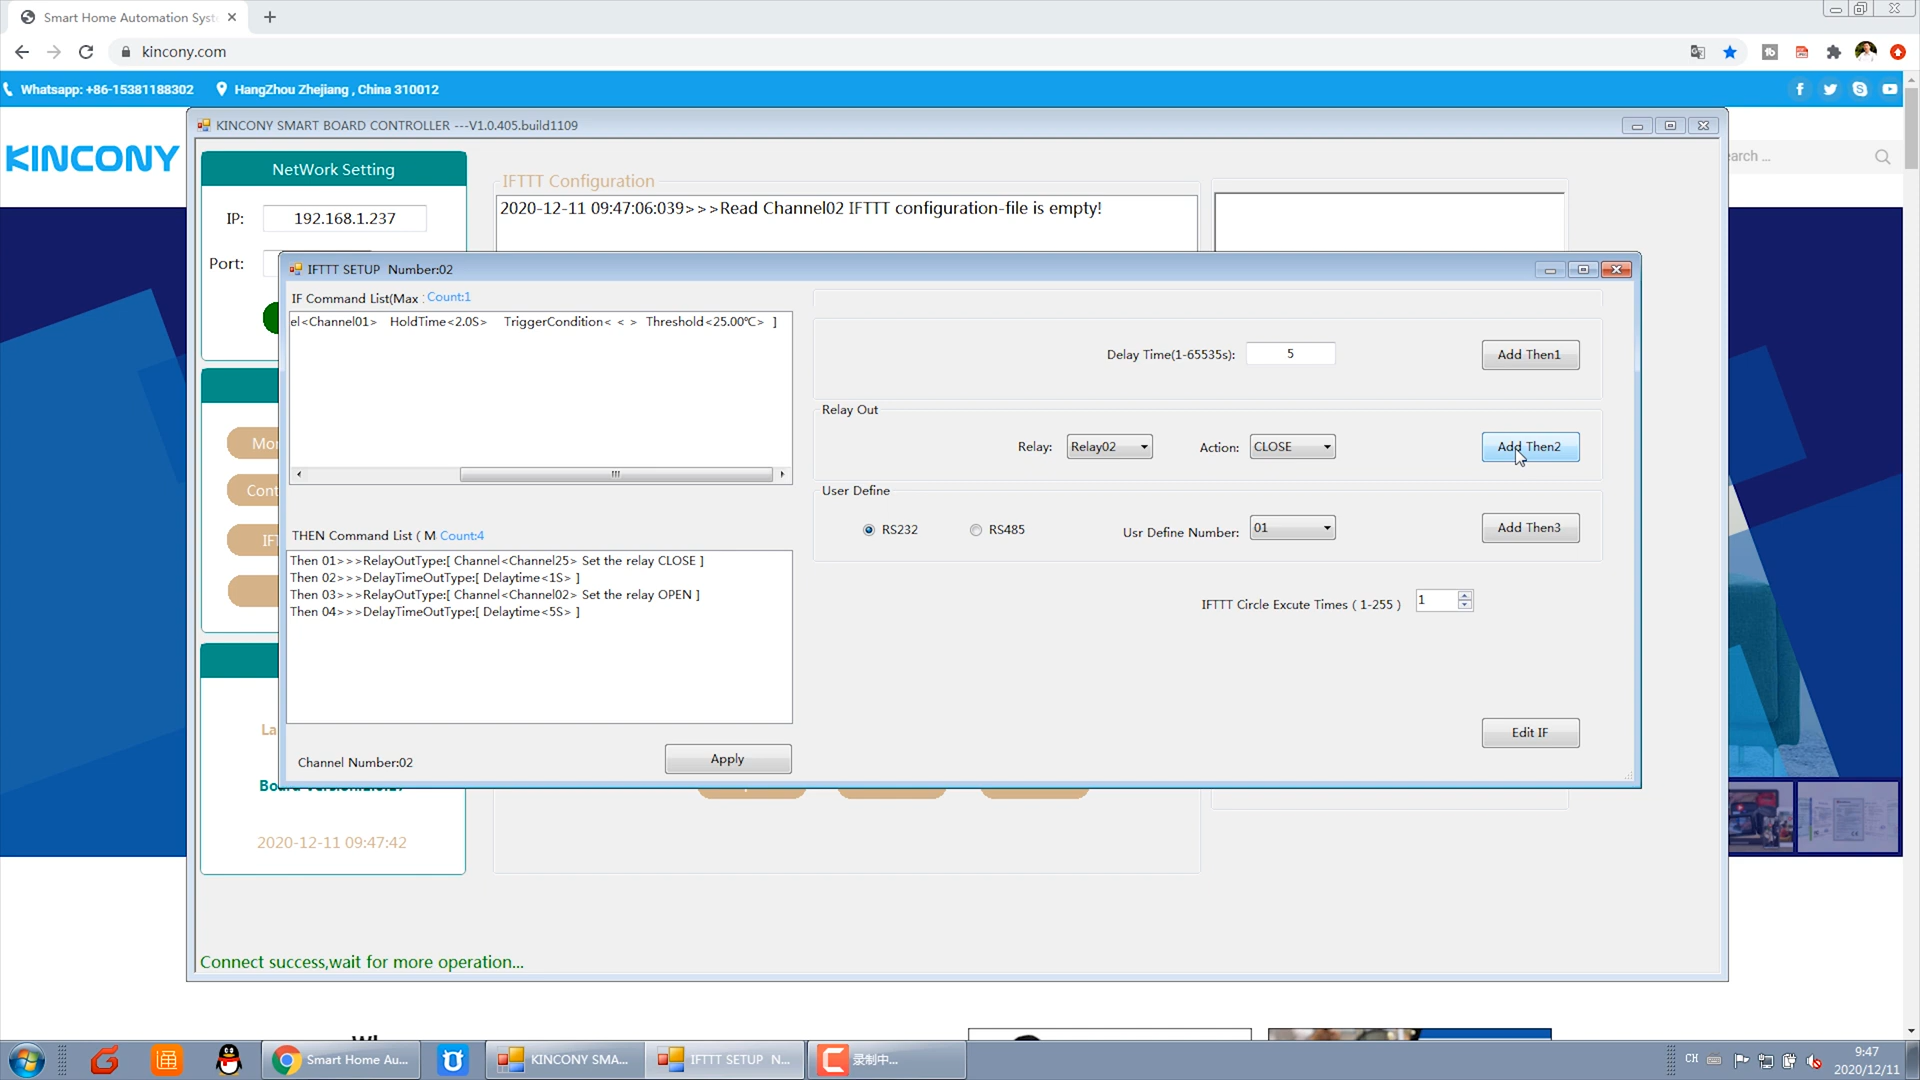 Smart Home Automation Syst
kincony.com
Whatsapp: +86-15381188302
HangZhou Zhejiang , China 310012
KINCONY
earch ...
KINCONY SMART BOARD CONTROLLER ---V1.0.405.build1109
NetWork Setting
IP: 192.168.1.237
Port:
IFTTT Configuration
2020-12-11 09:47:06:039>>>Read Channel02 IFTTT configuration-file is empty!
IFTTT SETUP Number:02
IF Command List(Max : Count:1
el<Channel01> HoldTime<2.0S> TriggerCondition< < > Threshold<25.00℃> ]
Delay Time(1-65535s): 5 Add Then1
Relay Out
Relay: Relay02 Action: CLOSE Add Then2
User Define
RS232 RS485 Usr Define Number: 01 Add Then3
IFTTT Circle Excute Times ( 1-255 ) 1
THEN Command List ( M Count:4
Then 01>>>RelayOutType:[ Channel<Channel25> Set the relay CLOSE ]
Then 02>>>DelayTimeOutType:[ Delaytime<1S> ]
Then 03>>>RelayOutType:[ Channel<Channel02> Set the relay OPEN ]
Then 04>>>DelayTimeOutType:[ Delaytime<5S> ]
Edit IF
Channel Number:02 Apply
Mor
Cont
IF
La
2020-12-11 09:47:42
Connect success,wait for more operation...
Smart Home Au...
KINCONY SMA...
IFTTT SETUP N...
录制中...
CH
9:47
2020/12/11